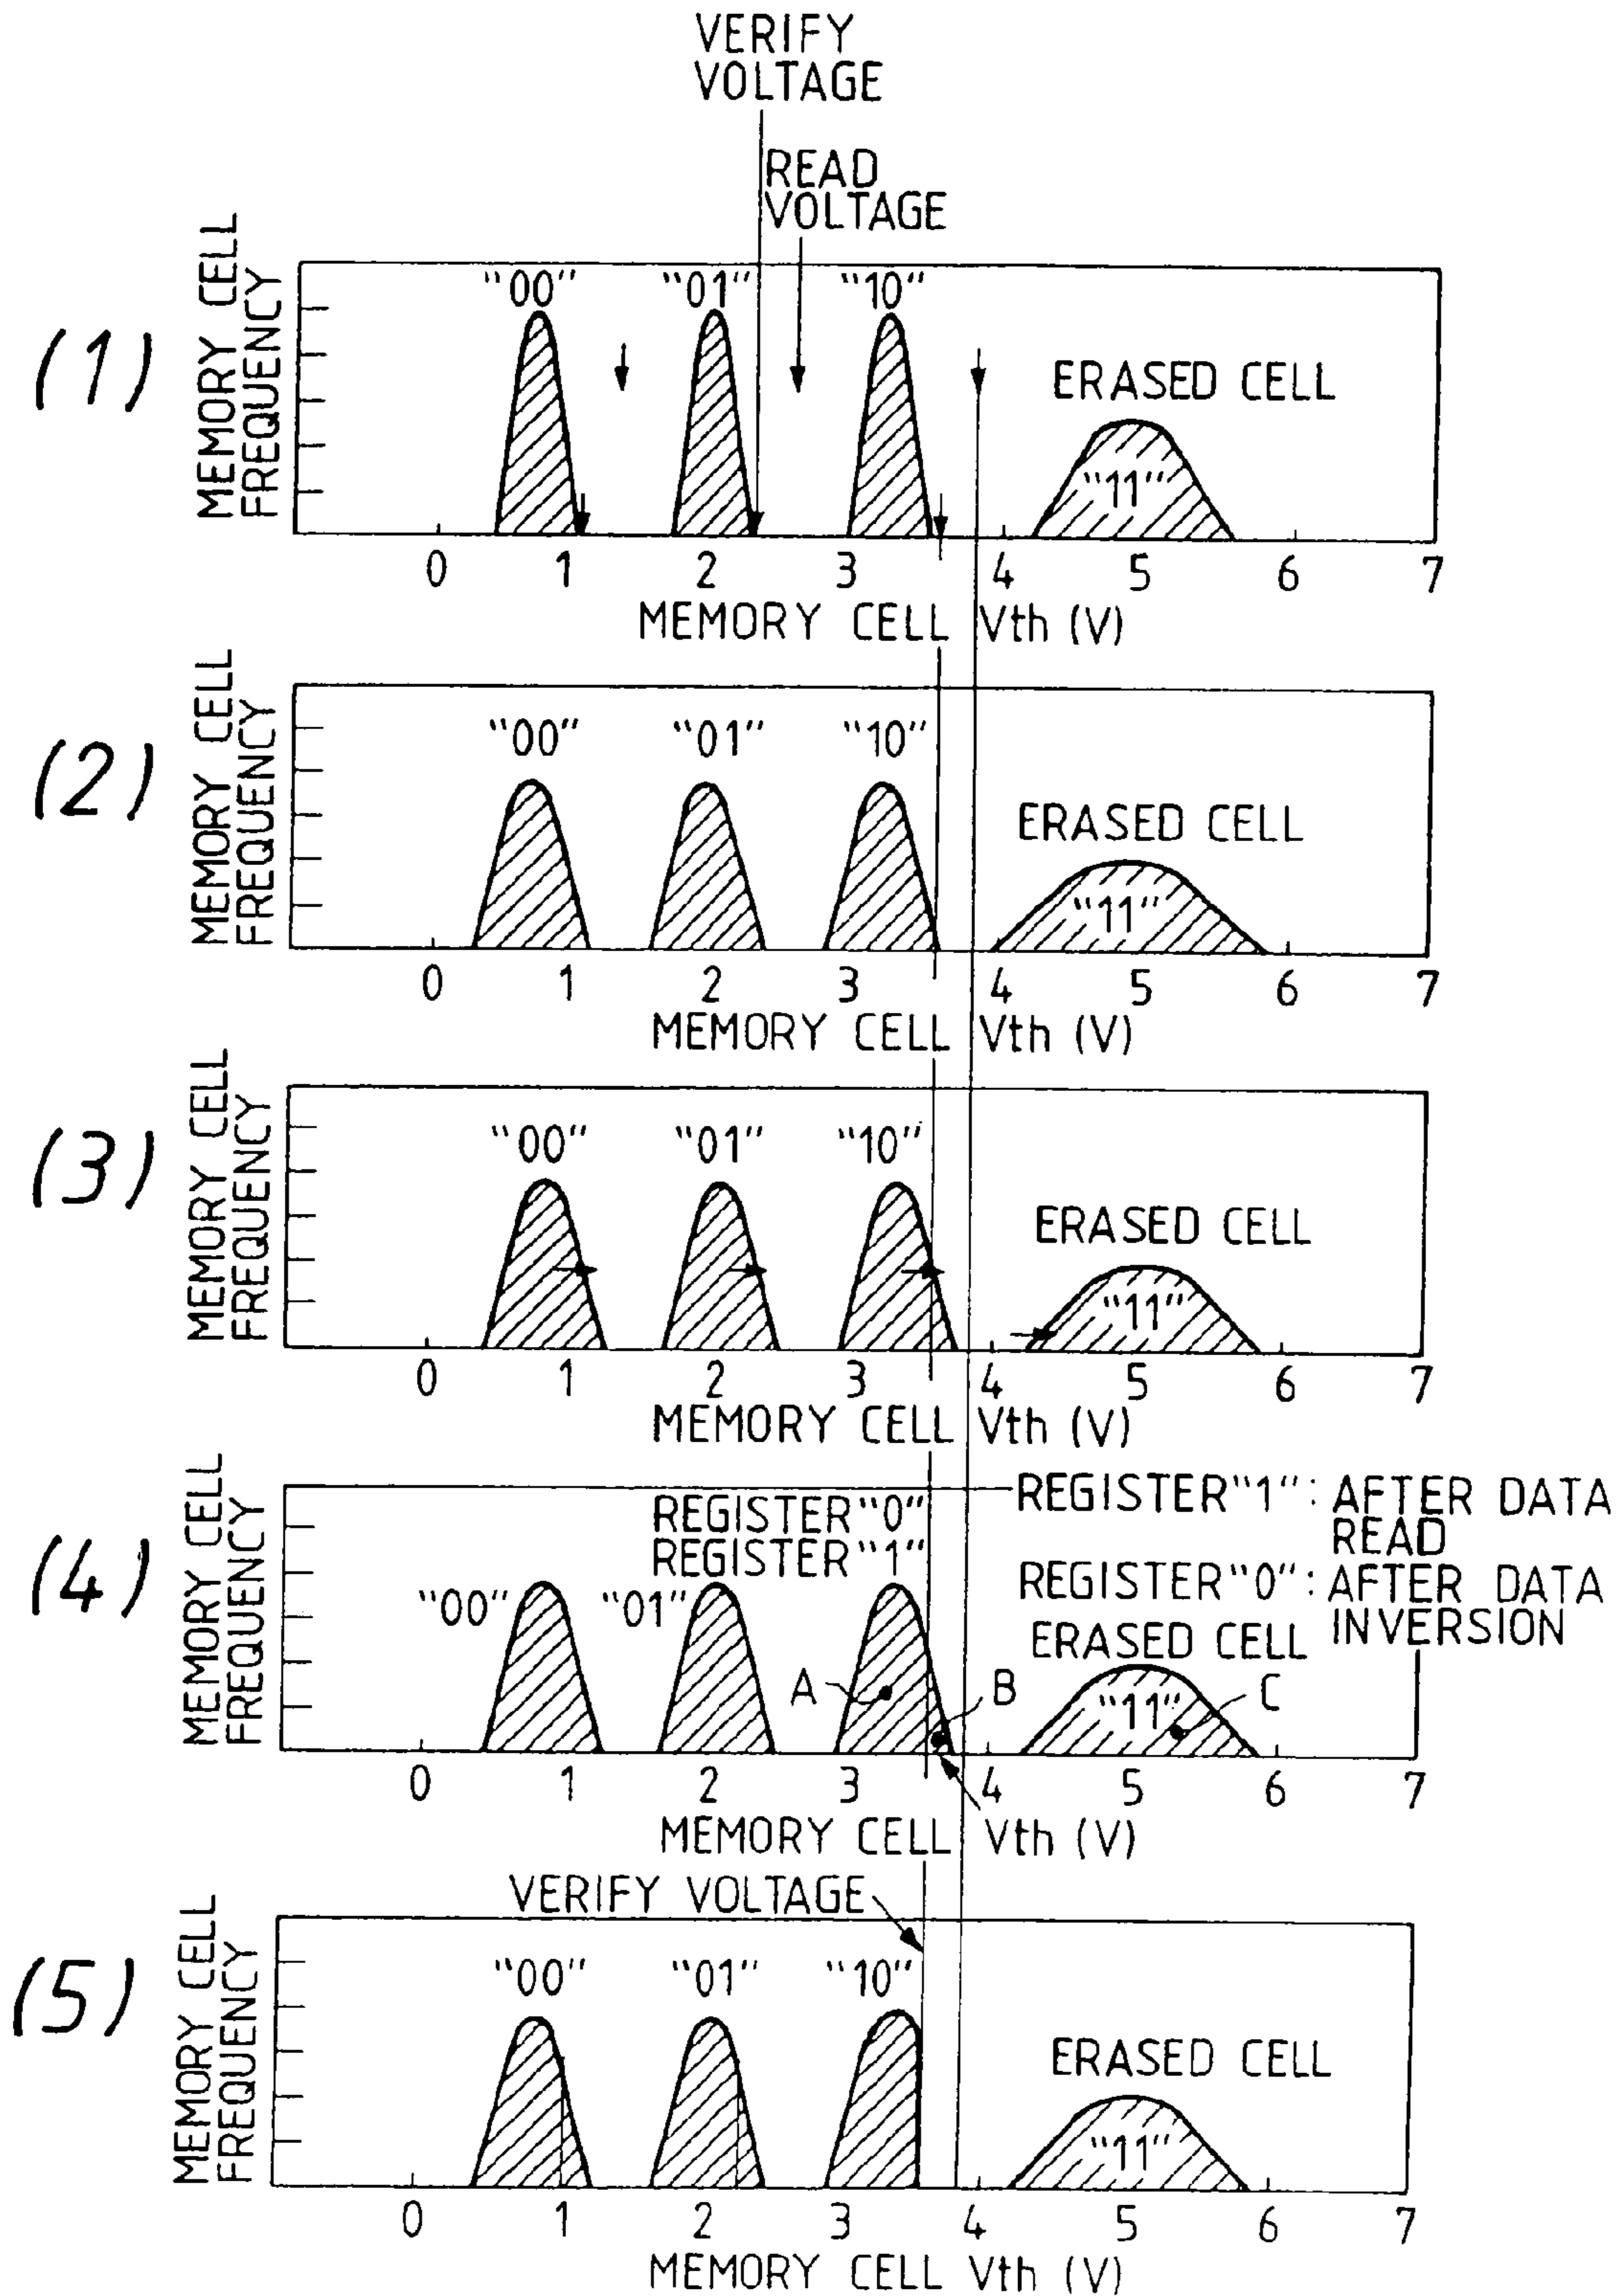 VERIFY
VOLTAGE
READ
VOLTAGE
(1)
MEMORY CELL
FREQUENCY
"00" "01" "10"
ERASED CELL
"11"
0 1 2 3 4 5 6 7
MEMORY CELL Vth (V)
(2)
MEMORY CELL
FREQUENCY
"00" "01" "10"
ERASED CELL
"11"
0 1 2 3 4 5 6 7
MEMORY CELL Vth (V)
(3)
MEMORY CELL
FREQUENCY
"00" "01" "10"
ERASED CELL
"11"
0 1 2 3 4 5 6 7
MEMORY CELL Vth (V)
(4)
MEMORY CELL
FREQUENCY
REGISTER "0"
REGISTER "1"
REGISTER "1" : AFTER DATA
READ
REGISTER "0" : AFTER DATA
INVERSION
"00" "01"
ERASED CELL
A B "11" C
0 1 2 3 4 5 6 7
MEMORY CELL Vth (V)
VERIFY VOLTAGE
(5)
MEMORY CELL
FREQUENCY
"00" "01" "10"
ERASED CELL
"11"
0 1 2 3 4 5 6 7
MEMORY CELL Vth (V)